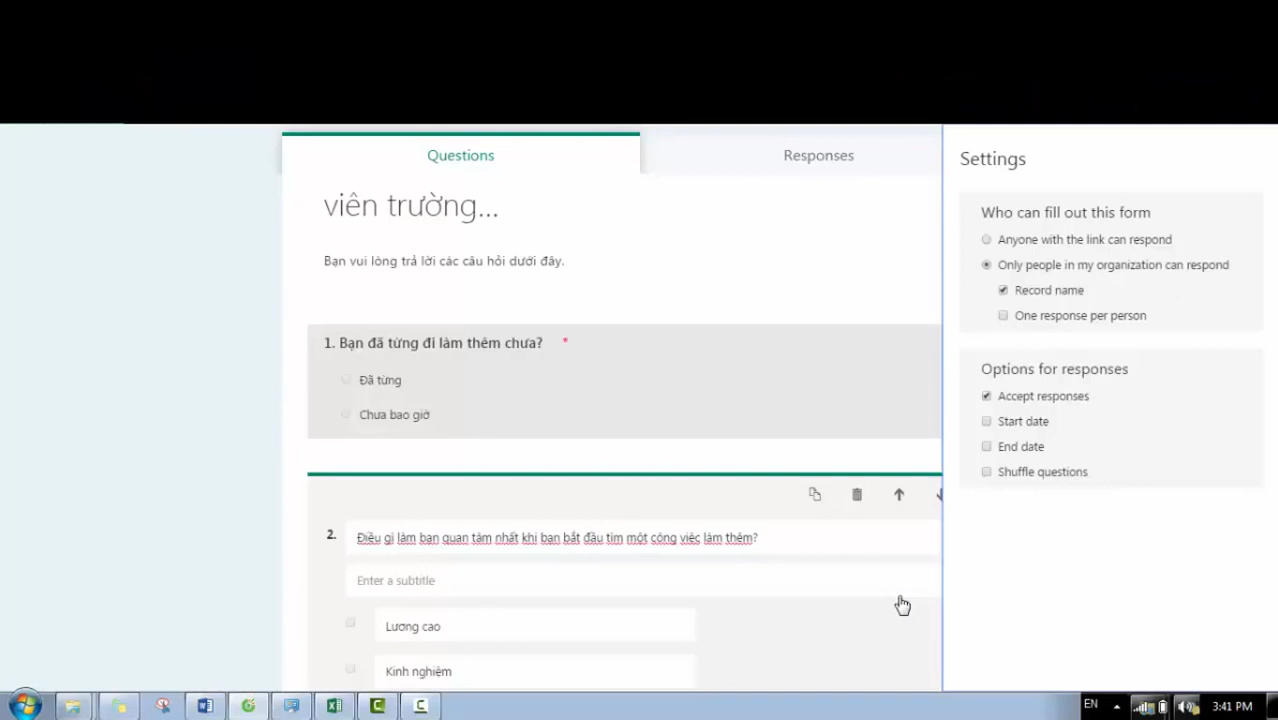 Questions
Responses
Settings
viên trường...
Bạn vui lòng trả lời các câu hỏi dưới đây.
Who can fill out this form
Anyone with the link can respond
Only people in my organization can respond
Record name
One response per person
1. Bạn đã từng đi làm thêm chưa? *
Đã từng
Chưa bao giờ
Options for responses
Accept responses
Start date
End date
Shuffle questions
2. Điều gì làm bạn quan tâm nhất khi bạn bắt đầu tìm một công việc làm thêm?
Enter a subtitle
Lương cao
Kinh nghiệm
EN
3:41 PM